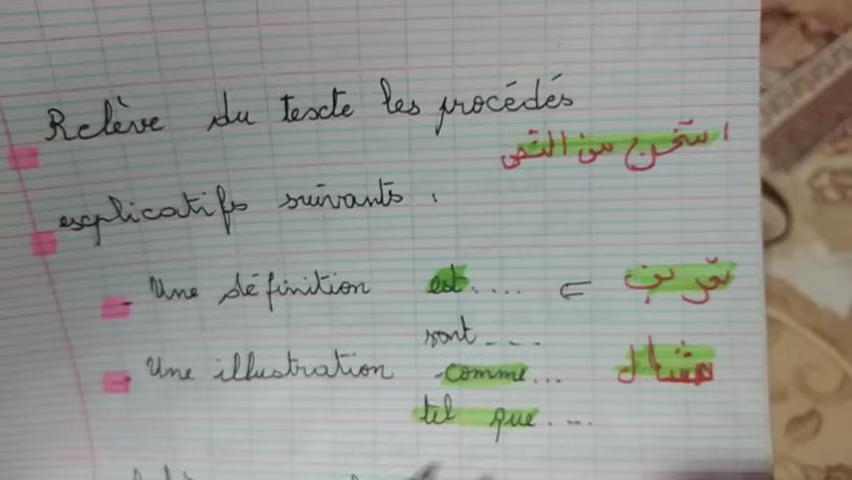 Relève du texte les procédés
استخرج من النص
explicatifs suivants.
- Une définition est.... ⊂ تعريف
sont....
- Une illustration -comme... مثال
tel que....